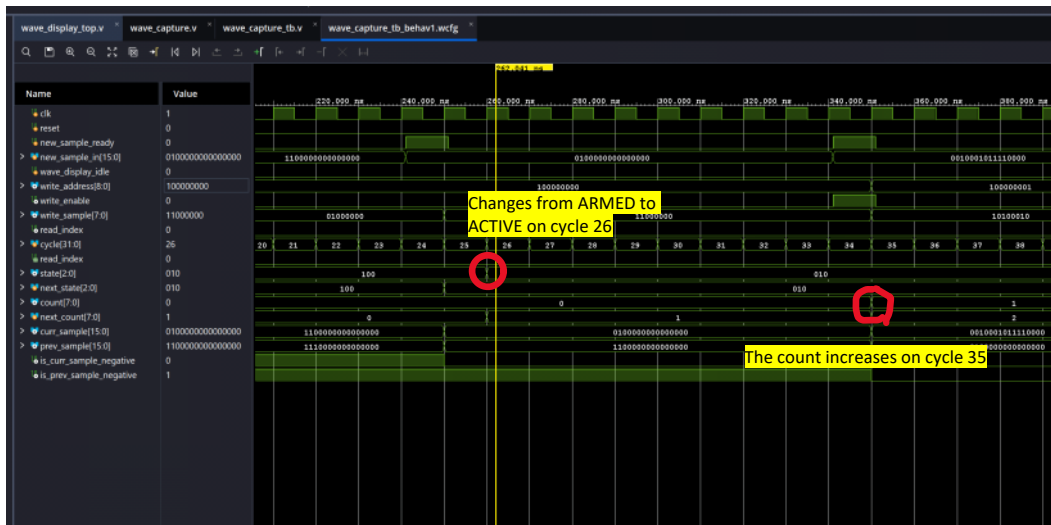 wave_display_top.v × wave_capture.v × wave_capture_tb.v × wave_capture_tb_behav1.wcfg ×
262.041 ns
Name Value
220.000 ns 240.000 ns 260.000 ns 280.000 ns 300.000 ns 320.000 ns 340.000 ns 360.000 ns 380.000 ns
clk 1
reset 0
new_sample_ready 0
new_sample_in[15:0] 0100000000000000 1100000000000000 0100000000000000 0010001011110000
wave_display_idle 0
write_address[8:0] 100000000 100000000 100000001
write_enable 0
Changes from ARMED to
ACTIVE on cycle 26
write_sample[7:0] 11000000 01000000 11000000 10100010
read_index 0
cycle[31:0] 26 20 21 22 23 24 25 26 27 28 29 30 31 32 33 34 35 36 37 38
read_index 0
state[2:0] 010 100 010
next_state[2:0] 010 100 010
count[7:0] 0 0 1
next_count[7:0] 1 0 1 2
curr_sample[15:0] 0100000000000000 1100000000000000 0100000000000000 0010001011110000
prev_sample[15:0] 1100000000000000 1110000000000000 1100000000000000
The count increases on cycle 35
is_curr_sample_negative 0
is_prev_sample_negative 1